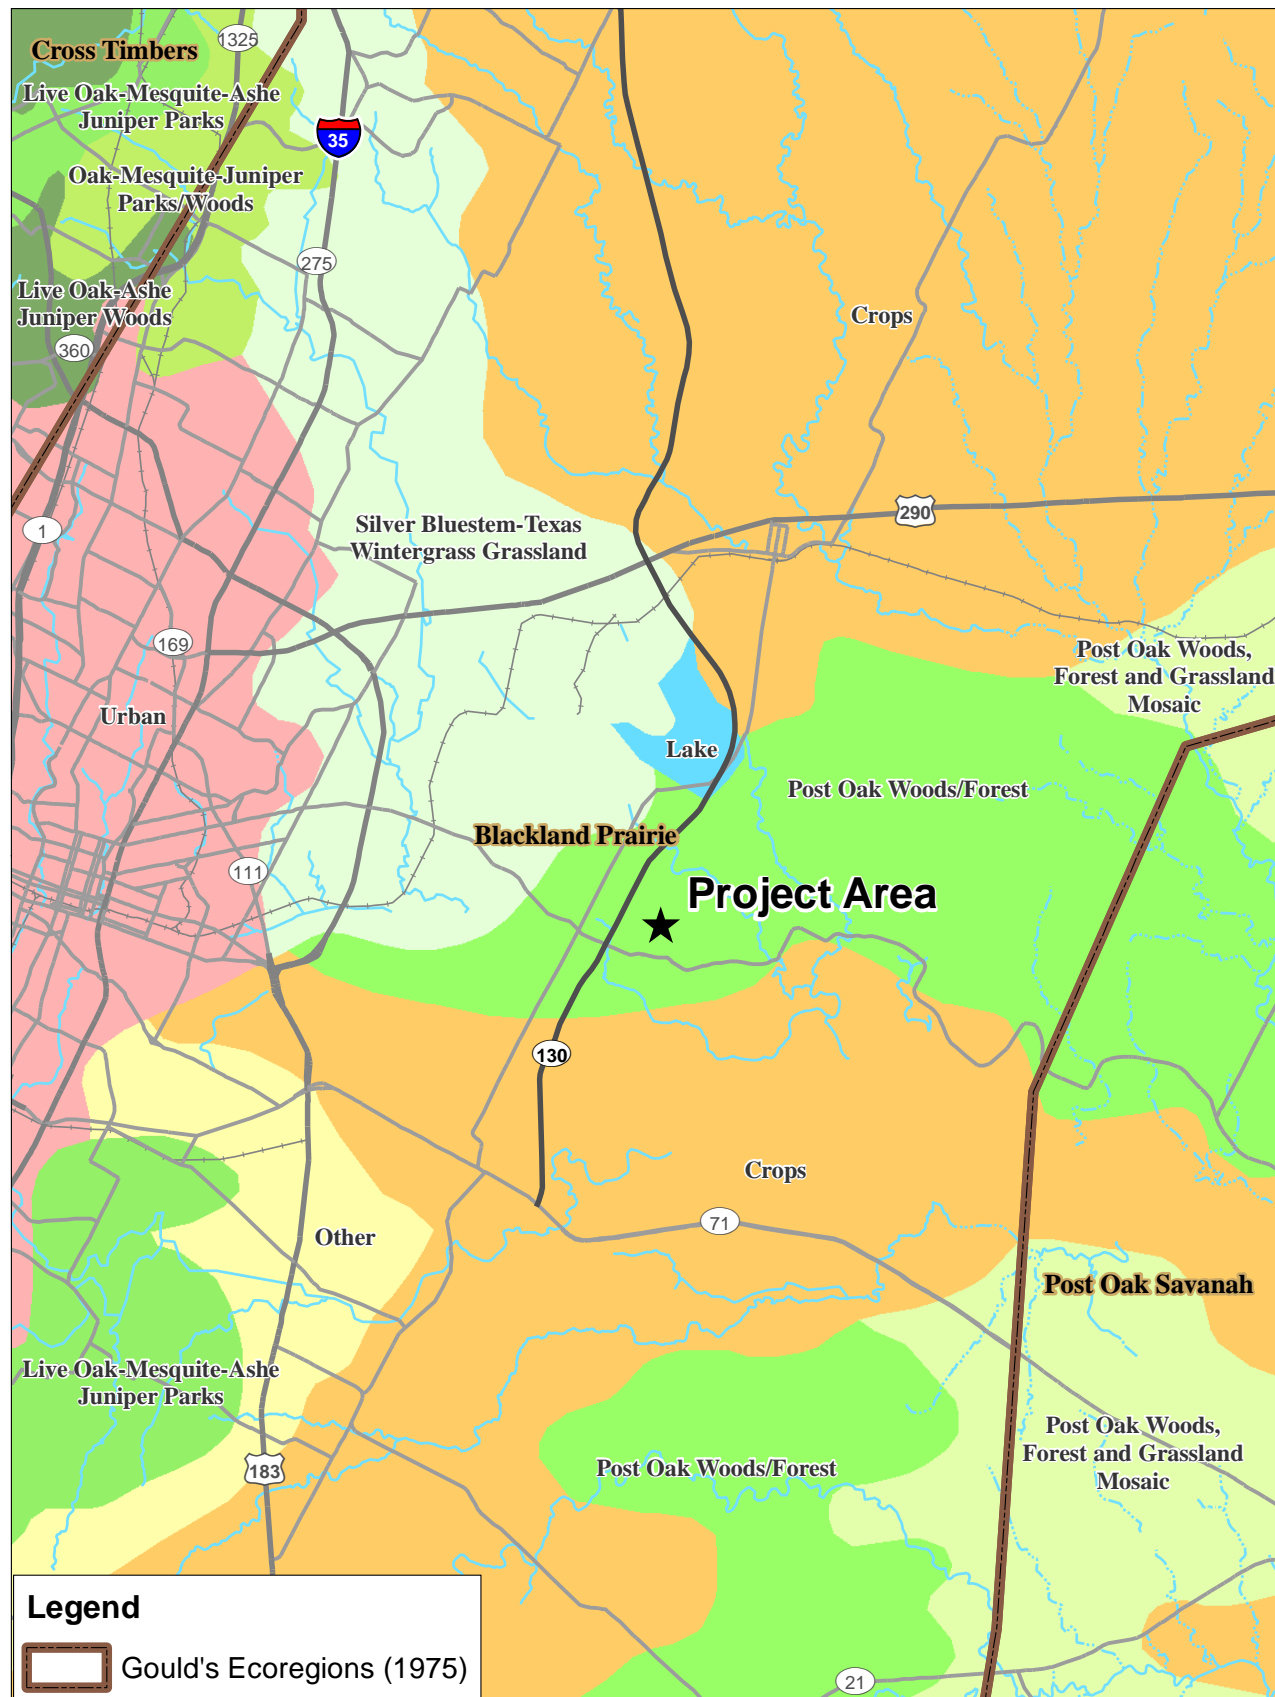 Cross Timbers
1325
Live Oak-Mesquite-Ashe
Juniper Parks
35
Oak-Mesquite-Juniper
Parks/Woods
275
Live Oak-Ashe
Juniper Woods
360
Crops
1
Silver Bluestem-Texas
Wintergrass Grassland
290
169
Post Oak Woods,
Forest and Grassland
Mosaic
Urban
Lake
Post Oak Woods/Forest
Blackland Prairie
111
Project Area
130
Crops
71
Other
Post Oak Savanah
Live Oak-Mesquite-Ashe
Juniper Parks
183
Post Oak Woods/Forest
Post Oak Woods,
Forest and Grassland
Mosaic
Legend
Gould's Ecoregions (1975)
21